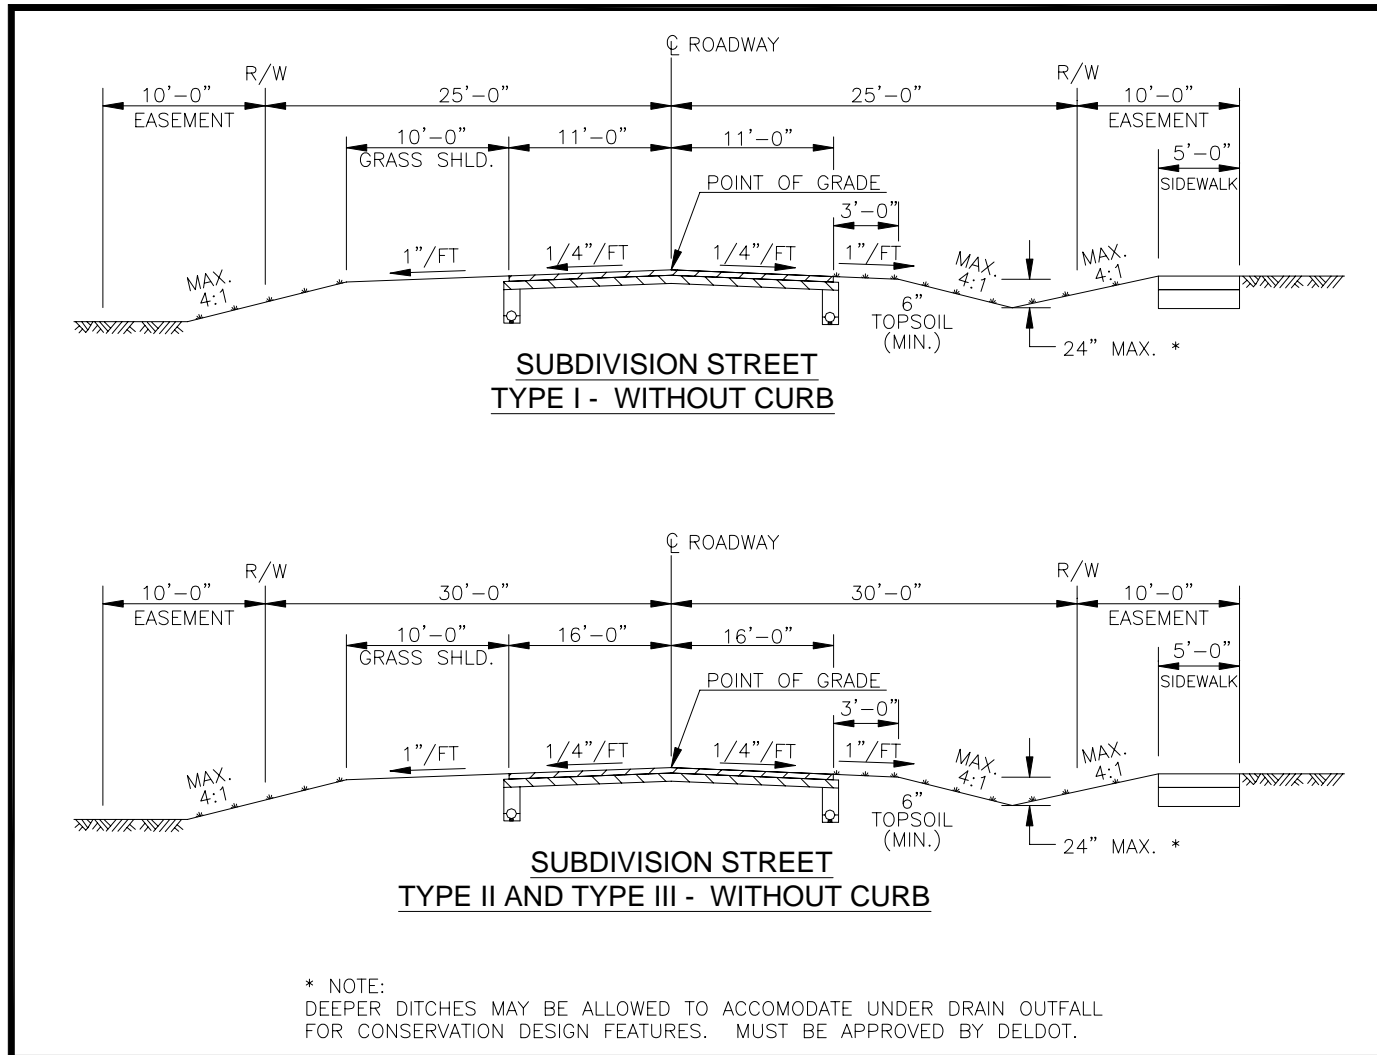 ℄ ROADWAY
R/W
R/W
10'-0"
25'-0"
25'-0"
10'-0"
EASEMENT
EASEMENT
10'-0"
11'-0"
11'-0"
GRASS SHLD.
5'-0"
SIDEWALK
POINT OF GRADE
3'-0"
1"/FT
1/4"/FT
1/4"/FT
1"/FT
MAX.
4:1
MAX.
4:1
MAX.
4:1
6"
TOPSOIL
(MIN.)
24" MAX. *
SUBDIVISION STREET
TYPE I - WITHOUT CURB
℄ ROADWAY
R/W
R/W
10'-0"
30'-0"
30'-0"
10'-0"
EASEMENT
EASEMENT
10'-0"
16'-0"
16'-0"
GRASS SHLD.
5'-0"
SIDEWALK
POINT OF GRADE
3'-0"
1"/FT
1/4"/FT
1/4"/FT
1"/FT
MAX.
4:1
MAX.
4:1
MAX.
4:1
6"
TOPSOIL
(MIN.)
24" MAX. *
SUBDIVISION STREET
TYPE II AND TYPE III - WITHOUT CURB
* NOTE:
DEEPER DITCHES MAY BE ALLOWED TO ACCOMODATE UNDER DRAIN OUTFALL
FOR CONSERVATION DESIGN FEATURES. MUST BE APPROVED BY DELDOT.